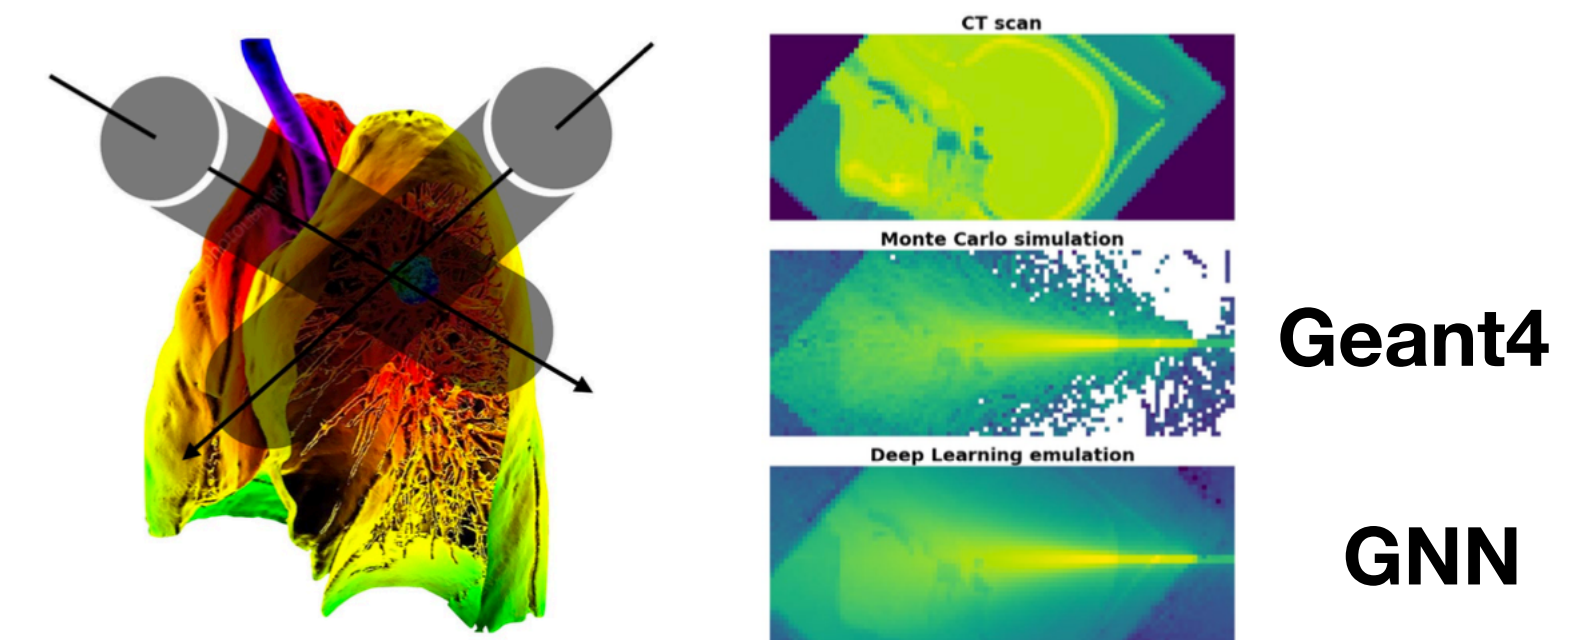 CT scan
Monte Carlo simulation
Geant4
Deep Learning emulation
GNN